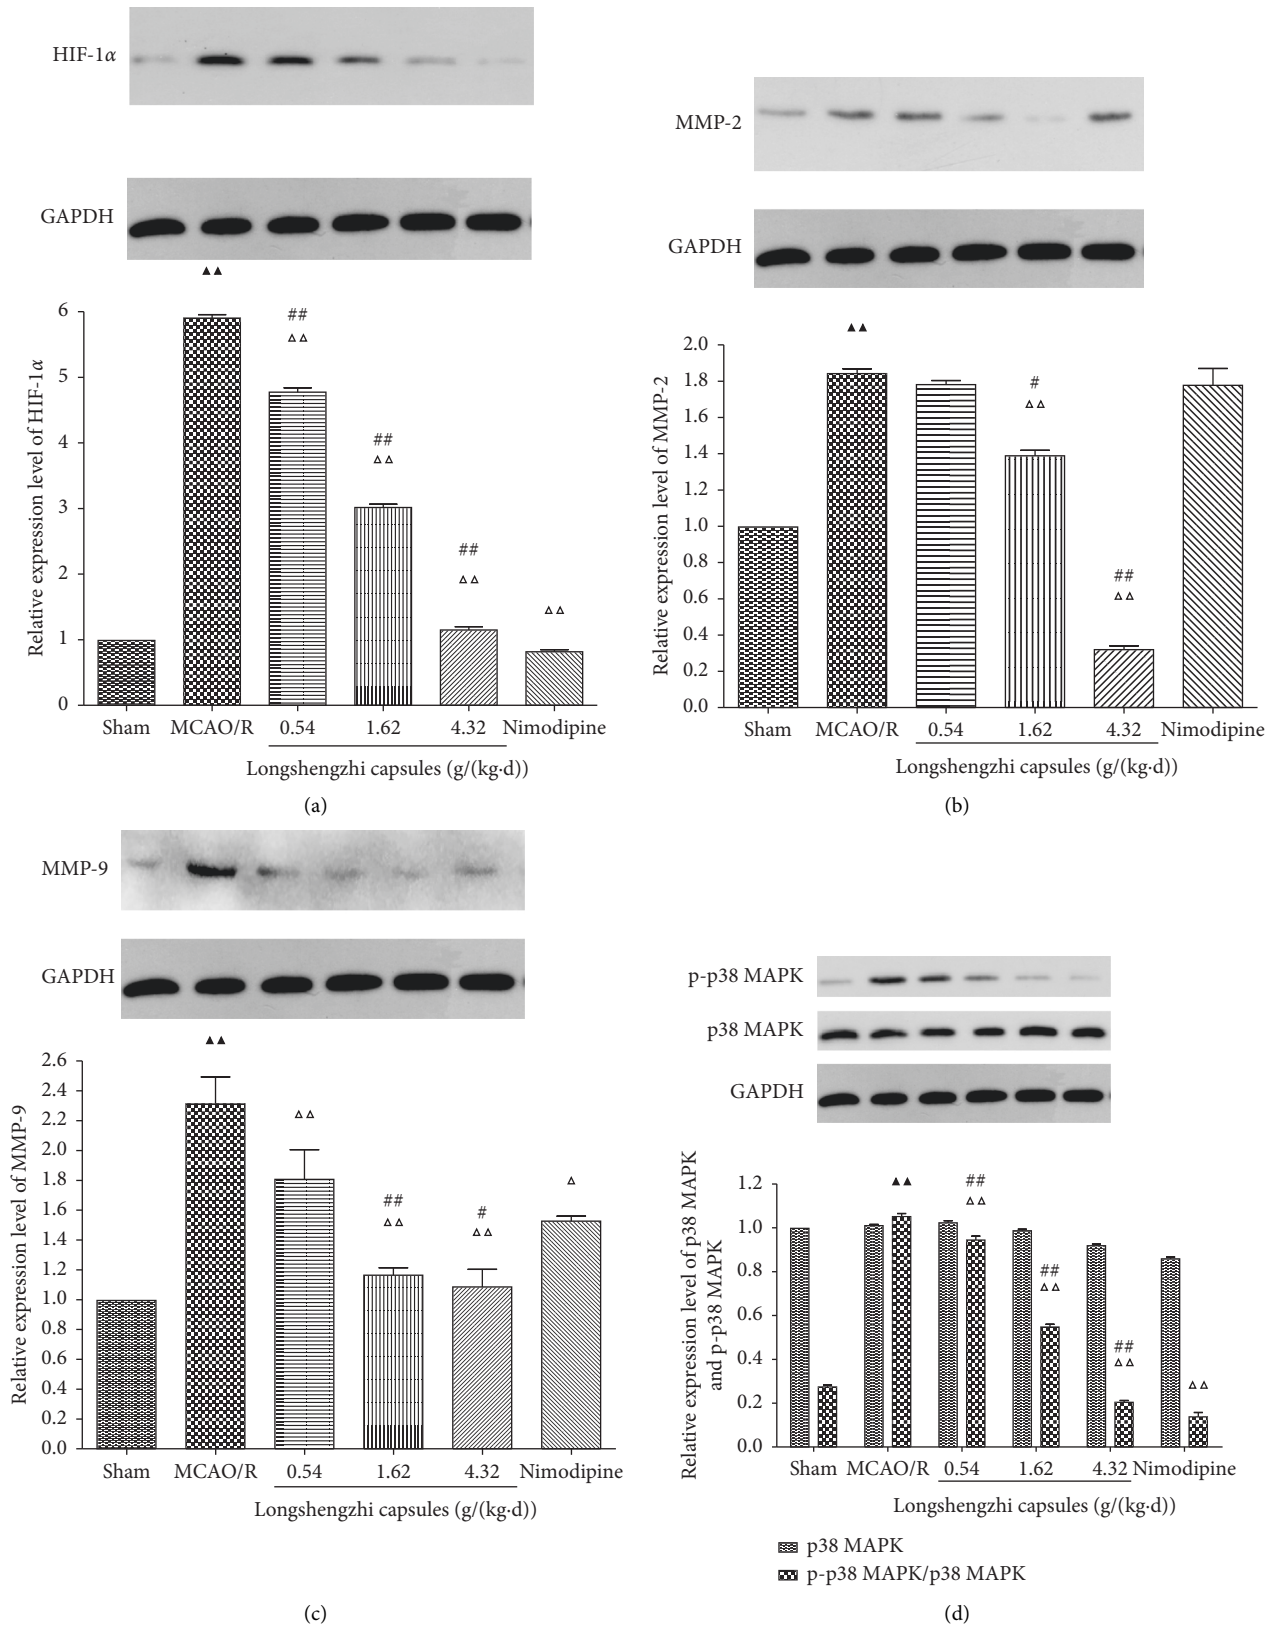 HIF-1α
GAPDH
▲▲
##
△△
##
△△
##
△△
△△
6
5
4
3
2
1
0
Relative expression level of HIF-1α
Sham MCAO/R 0.54 1.62 4.32 Nimodipine
Longshengzhi capsules (g/(kg·d))
(a)
MMP-2
GAPDH
▲▲
#
△△
##
△△
2.0
1.8
1.6
1.4
1.0
0.8
0.6
0.4
0.2
0.0
Relative expression level of MMP-2
Sham MCAO/R 0.54 1.62 4.32 Nimodipine
Longshengzhi capsules (g/(kg·d))
(b)
MMP-9
GAPDH
▲▲
△△
##
△△
#
△△
△
2.6
2.4
2.2
2.0
1.8
1.6
1.4
1.2
1.0
0.8
0.6
0.4
0.2
0.0
Relative expression level of MMP-9
Sham MCAO/R 0.54 1.62 4.32 Nimodipine
Longshengzhi capsules (g/(kg·d))
(c)
p-p38 MAPK
p38 MAPK
GAPDH
▲▲
##
△△
##
△△
##
△△
△△
1.2
1.0
0.8
0.6
0.4
0.2
0.0
Relative expression level of p38 MAPK
and p-p38 MAPK
Sham MCAO/R 0.54 1.62 4.32 Nimodipine
Longshengzhi capsules (g/(kg·d))
p38 MAPK
p-p38 MAPK/p38 MAPK
(d)